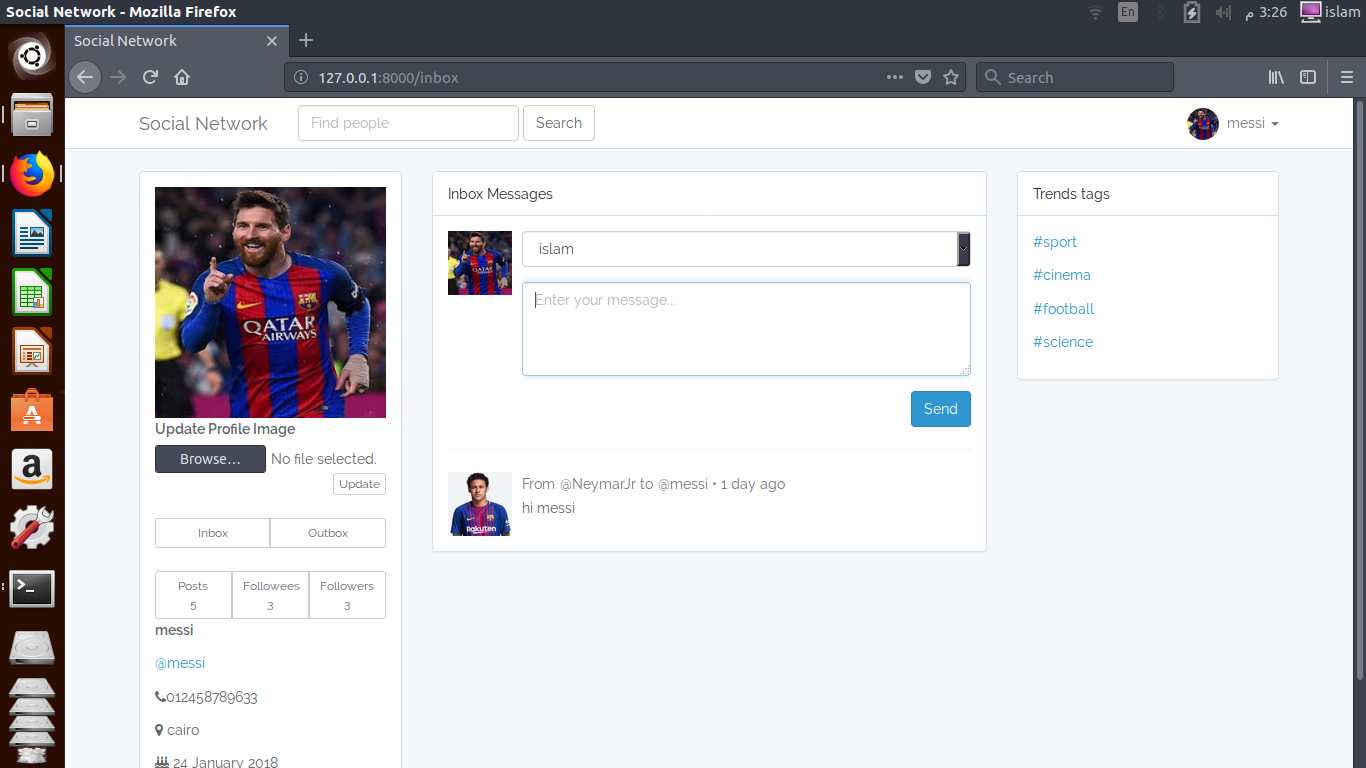 Social Network - Mozilla Firefox
En
3:26 م
islam
Social Network
127.0.0.1:8000/inbox
Search
Social Network
Find people
Search
messi
QATAR
AIRWAYS
Update Profile Image
Browse...
No file selected.
Update
Inbox
Outbox
Posts
5
Followees
3
Followers
3
messi
@messi
012458789633
cairo
24 January 2018
Inbox Messages
QATAR
islam
Enter your message...
Send
Rakuten
From @NeymarJr to @messi • 1 day ago
hi messi
Trends tags
#sport
#cinema
#football
#science